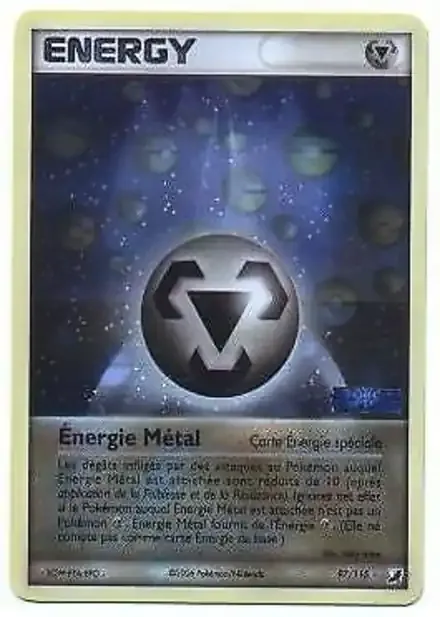 ENERGY
Énergie Métal
Carte Énergie spéciale
Les dégâts infligés par des attaques au Pokémon auquel
Énergie Métal est attachée sont réduits de 10 (après
application de la Faiblesse et de la Résistance). Ignorez cet effet
si le Pokémon auquel Énergie Métal est attachée n'est pas un
Pokémon. Énergie Métal fournit de l'Énergie. (Elle ne
compte pas comme carte Énergie de base.)
©2006 Pokémon/Nintendo
/115